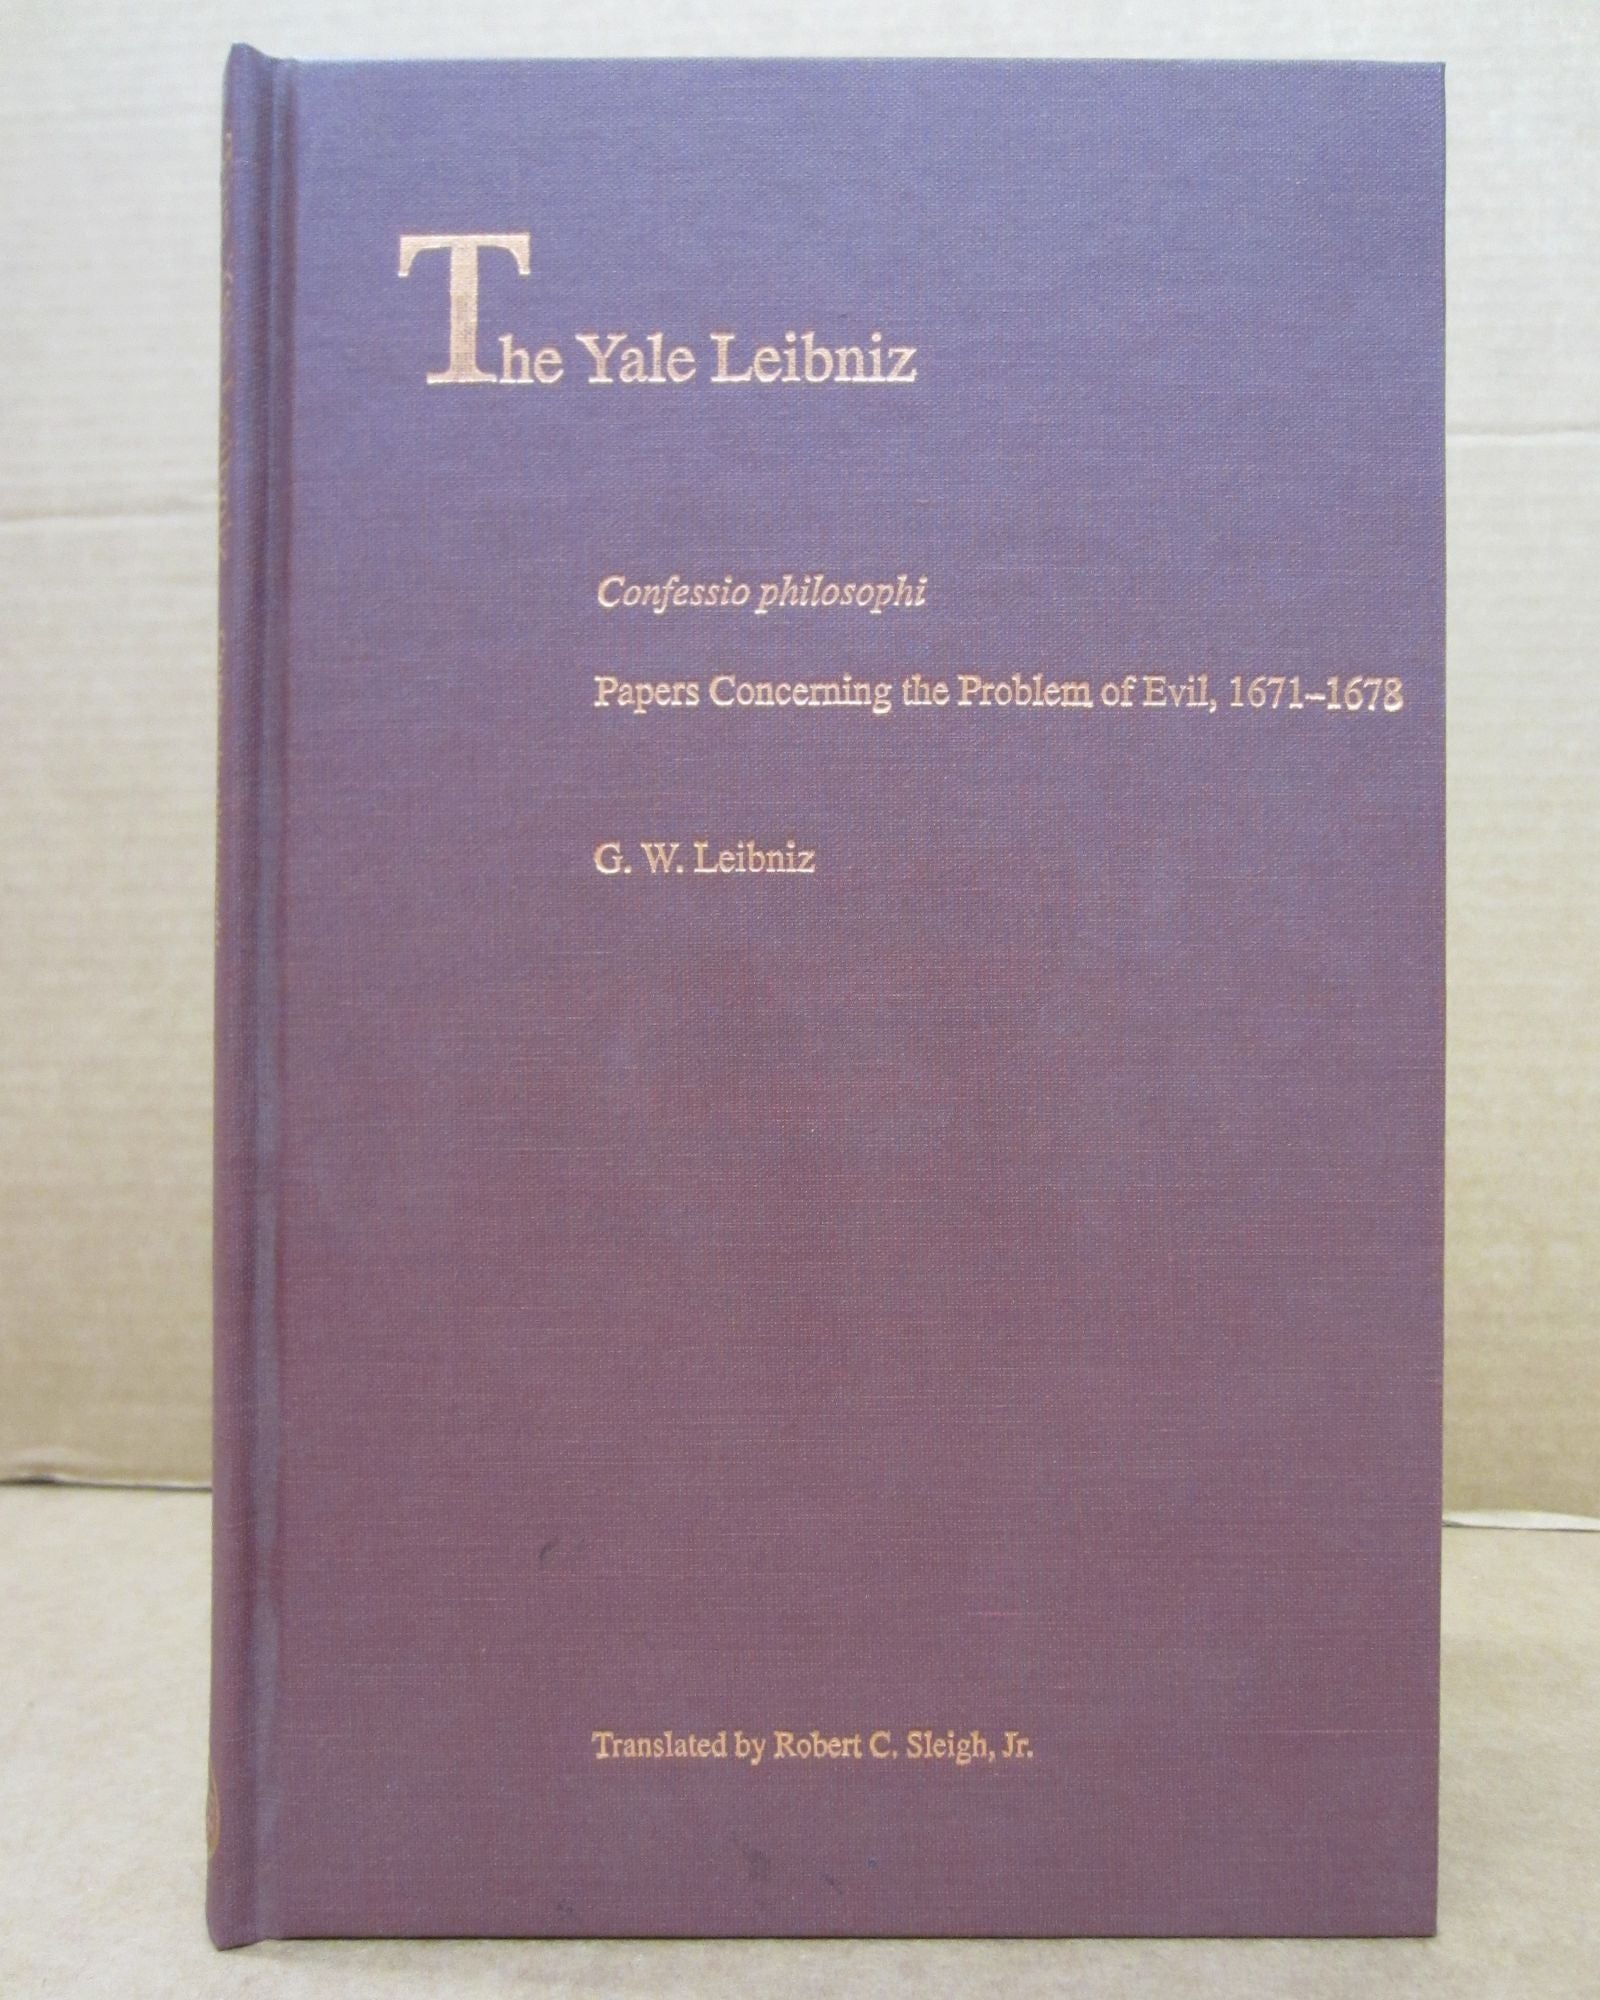 The Yale Leibniz
Confessio philosophi
Papers Concerning the Problem of Evil, 1671–1678
G. W. Leibniz
Translated by Robert C. Sleigh, Jr.